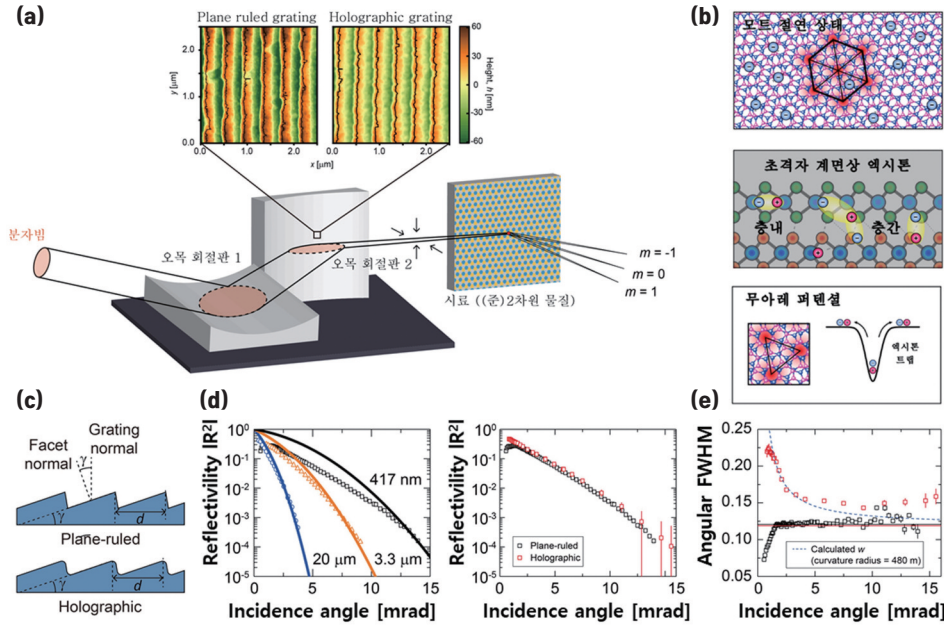 (a)
Plane ruled grating
Holographic grating
2.0
1.0
0.0
y [μm]
0.0
1.0
2.0
0.0
1.0
2.0
x [μm]
60
30
0
-30
-60
Height, h [nm]
분자빔
오목 회절판 1
오목 회절판 2
시료 ((준)2차원 물질)
m = -1
m = 0
m = 1
(b)
모트 절연 상태
초격자 계면상 엑시톤
층내
층간
무아레 퍼텐셜
엑시톤
트랩
(c)
Facet
normal
Grating
normal
γ
γ
d
Plane-ruled
γ
d
Holographic
(d)
Reflectivility |R²|
10⁰
10⁻¹
10⁻²
10⁻³
10⁻⁴
10⁻⁵
417 nm
20 μm
3.3 μm
0
5
10
15
Incidence angle [mrad]
Reflectivility |R²|
10⁰
10⁻¹
10⁻²
10⁻³
10⁻⁴
10⁻⁵
Plane-ruled
Holographic
0
5
10
15
Incidence angle [mrad]
(e)
Angular FWHM
0.25
0.20
0.15
0.10
0.05
Calculated w
(curvature radius = 480 m)
0
5
10
15
Incidence angle [mrad]